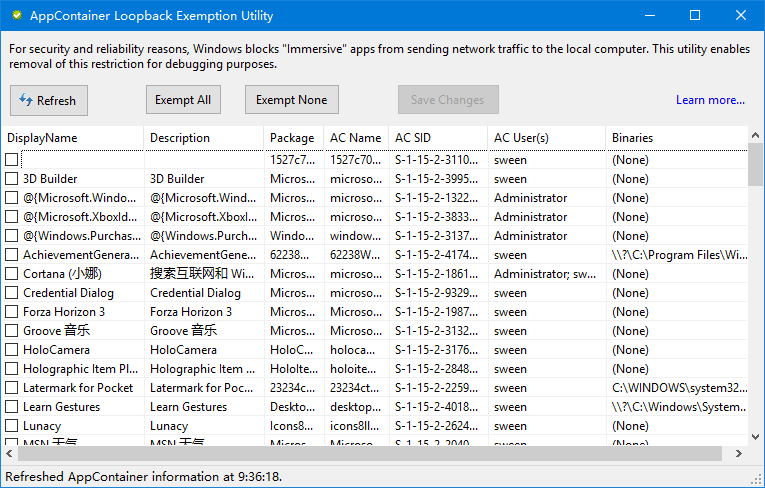 AppContainer Loopback Exemption Utility
For security and reliability reasons, Windows blocks "Immersive" apps from sending network traffic to the local computer. This utility enables
removal of this restriction for debugging purposes.
Refresh Exempt All Exempt None Save Changes Learn more...
DisplayName Description Package AC Name AC SID AC User(s) Binaries
1527c7... 1527c70... S-1-15-2-3110... sween (None)
3D Builder 3D Builder Micros... microso... S-1-15-2-3995... sween (None)
@{Microsoft.Windo... @{Microsoft.Wind... Micros... microso... S-1-15-2-1322... Administrator (None)
@{Microsoft.XboxId... @{Microsoft.XboxI... Micros... microso... S-1-15-2-3833... Administrator (None)
@{Windows.Purchas... @{Windows.Purch... Windo... window... S-1-15-2-3137... Administrator (None)
AchievementGenera... AchievementGene... 62238... 62238W... S-1-15-2-4174... sween \\?\C:\Program Files\Wi...
Cortana (小娜) 搜索互联网和 Wi... Micros... microso... S-1-15-2-1861... Administrator; sw... (None)
Credential Dialog Credential Dialog Micros... microso... S-1-15-2-9329... sween (None)
Forza Horizon 3 Forza Horizon 3 Micros... microso... S-1-15-2-1987... sween (None)
Groove 音乐 Groove 音乐 Micros... microso... S-1-15-2-3132... sween (None)
HoloCamera HoloCamera HoloC... holoca... S-1-15-2-3176... sween (None)
Holographic Item Pl... Holographic Item ... HoloIte... holoite... S-1-15-2-2848... sween (None)
Latermark for Pocket Latermark for Poc... 23234c... 23234ct... S-1-15-2-2259... sween C:\WINDOWS\system32...
Learn Gestures Learn Gestures Deskto... desktop... S-1-15-2-4018... sween \\?\C:\Windows\System...
Lunacy Lunacy Icons8... icons8ll... S-1-15-2-2624... sween (None)
MSN 天气 MSN 天气 Micros... microso... S-1-15-2-2040... sween (None)
Refreshed AppContainer information at 9:36:18.